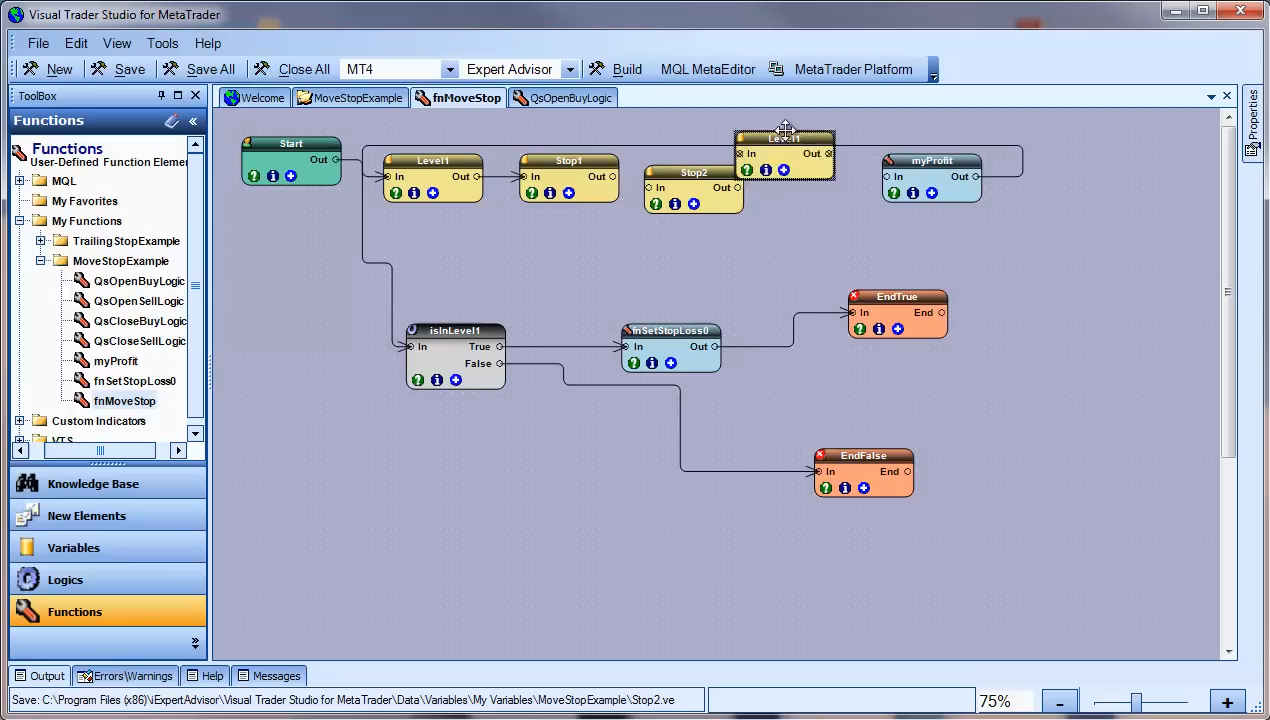 Visual Trader Studio for MetaTrader
File Edit View Tools Help
New Save Save All Close All MT4 Expert Advisor Build MQL MetaEditor MetaTrader Platform
ToolBox
Welcome MoveStopExample fnMoveStop QsOpenBuyLogic
Properties
Functions
Functions
User-Defined Function Elemer
MQL
My Favorites
My Functions
TrailingStopExample
MoveStopExample
QsOpenBuyLogic
QsOpenSellLogic
QsCloseBuyLogic
QsCloseSellLogic
myProfit
fnSetStopLoss0
fnMoveStop
Custom Indicators
VTS
Knowledge Base
New Elements
Variables
Logics
Functions
Start
Out
Level1
In Out
Stop1
In Out
Stop2
In Out
Level1
In Out
myProfit
In Out
isInLevel1
In True
False
fnSetStopLoss0
In Out
EndTrue
In End
EndFalse
In End
Output Errors\Warnings Help Messages
Save: C:\Program Files (x86)\iExpertAdvisor\Visual Trader Studio for MetaTrader\Data\Variables\My Variables\MoveStopExample\Stop2.ve
75%